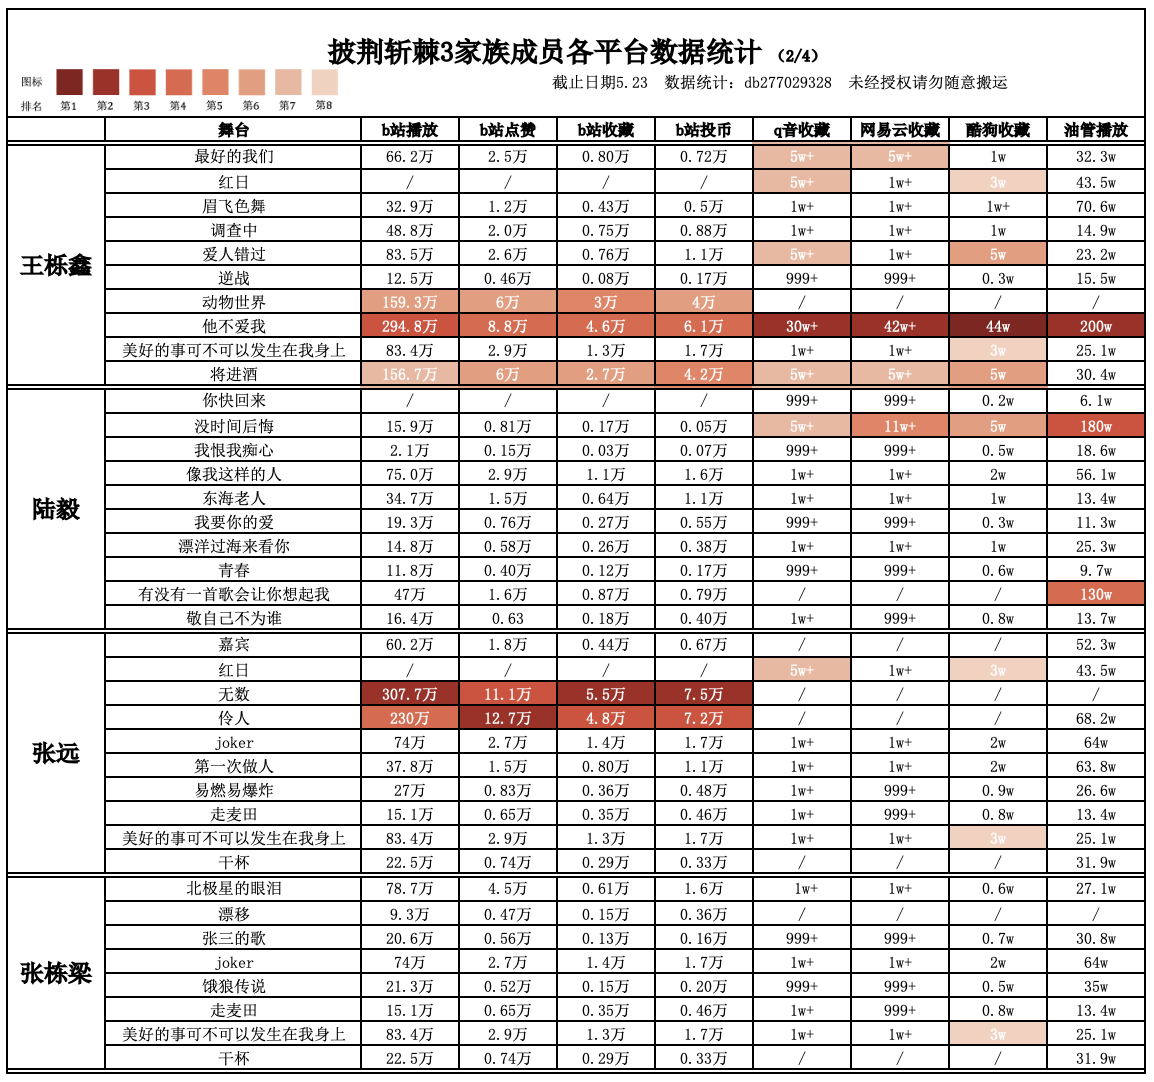 披荆斩棘3家族成员各平台数据统计 (2/4)
图标 截止日期5.23 数据统计：db277029328 未经授权请勿随意搬运
排名 第1 第2 第3 第4 第5 第6 第7 第8
舞台 b站播放 b站点赞 b站收藏 b站投币 q音收藏 网易云收藏 酷狗收藏 油管播放
王栎鑫
最好的我们 66.2万 2.5万 0.80万 0.72万 5w+ 5w+ 1w 32.3w
红日 / / / / 5w+ 1w+ 3w 43.5w
眉飞色舞 32.9万 1.2万 0.43万 0.5万 1w+ 1w+ 1w+ 70.6w
调查中 48.8万 2.0万 0.75万 0.88万 1w+ 1w+ 1w 14.9w
爱人错过 83.5万 2.6万 0.76万 1.1万 5w+ 1w+ 5w 23.2w
逆战 12.5万 0.46万 0.08万 0.17万 999+ 999+ 0.3w 15.5w
动物世界 159.3万 6万 3万 4万 / / / /
他不爱我 294.8万 8.8万 4.6万 6.1万 30w+ 42w+ 44w 200w
美好的事可不可以发生在我身上 83.4万 2.9万 1.3万 1.7万 1w+ 1w+ 3w 25.1w
将进酒 156.7万 6万 2.7万 4.2万 5w+ 5w+ 5w 30.4w
陆毅
你快回来 / / / / 999+ 999+ 0.2w 6.1w
没时间后悔 15.9万 0.81万 0.17万 0.05万 5w+ 11w+ 5w 180w
我恨我痴心 2.1万 0.15万 0.03万 0.07万 999+ 999+ 0.5w 18.6w
像我这样的人 75.0万 2.9万 1.1万 1.6万 1w+ 1w+ 2w 56.1w
东海老人 34.7万 1.5万 0.64万 1.1万 1w+ 1w+ 1w 13.4w
我要你的爱 19.3万 0.76万 0.27万 0.55万 999+ 999+ 0.3w 11.3w
漂洋过海来看你 14.8万 0.58万 0.26万 0.38万 1w+ 1w+ 1w 25.3w
青春 11.8万 0.40万 0.12万 0.17万 999+ 999+ 0.6w 9.7w
有没有一首歌会让你想起我 47万 1.6万 0.87万 0.79万 / / / 130w
敬自己不为谁 16.4万 0.63 0.18万 0.40万 1w+ 999+ 0.8w 13.7w
张远
嘉宾 60.2万 1.8万 0.44万 0.67万 / / / 52.3w
红日 / / / / 5w+ 1w+ 3w 43.5w
无数 307.7万 11.1万 5.5万 7.5万 / / / /
伶人 230万 12.7万 4.8万 7.2万 / / / 68.2w
joker 74万 2.7万 1.4万 1.7万 1w+ 1w+ 2w 64w
第一次做人 37.8万 1.5万 0.80万 1.1万 1w+ 1w+ 2w 63.8w
易燃易爆炸 27万 0.83万 0.36万 0.48万 1w+ 999+ 0.9w 26.6w
走麦田 15.1万 0.65万 0.35万 0.46万 1w+ 999+ 0.8w 13.4w
美好的事可不可以发生在我身上 83.4万 2.9万 1.3万 1.7万 1w+ 1w+ 3w 25.1w
干杯 22.5万 0.74万 0.29万 0.33万 / / / 31.9w
张栋梁
北极星的眼泪 78.7万 4.5万 0.61万 1.6万 1w+ 1w+ 0.6w 27.1w
漂移 9.3万 0.47万 0.15万 0.36万 / / / /
张三的歌 20.6万 0.56万 0.13万 0.16万 999+ 999+ 0.7w 30.8w
joker 74万 2.7万 1.4万 1.7万 1w+ 1w+ 2w 64w
饿狼传说 21.3万 0.52万 0.15万 0.20万 999+ 999+ 0.5w 35w
走麦田 15.1万 0.65万 0.35万 0.46万 1w+ 999+ 0.8w 13.4w
美好的事可不可以发生在我身上 83.4万 2.9万 1.3万 1.7万 1w+ 1w+ 3w 25.1w
干杯 22.5万 0.74万 0.29万 0.33万 / / / 31.9w